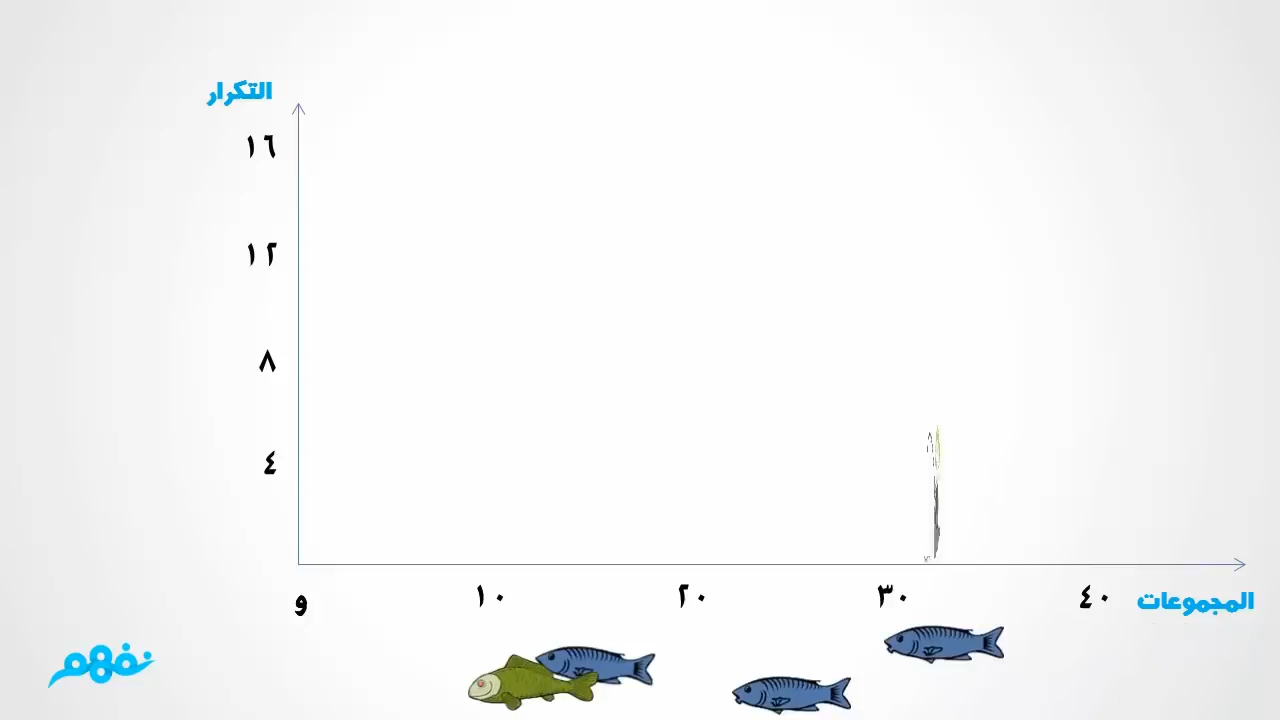 التكرار
١٦
١٢
٨
٤
و ١٠ ٢٠ ٣٠ ٤٠ المجموعات
نفهم